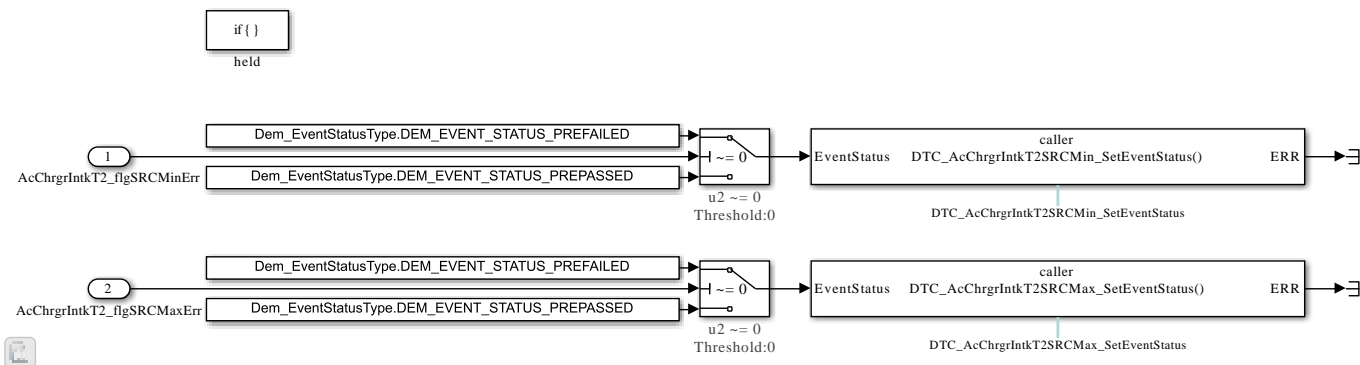 if { }
held
Dem_EventStatusType.DEM_EVENT_STATUS_PREFAILED
1
AcChrgrIntkT2_flgSRCMinErr
Dem_EventStatusType.DEM_EVENT_STATUS_PREPASSED
~= 0
u2 ~= 0
Threshold:0
caller
EventStatus DTC_AcChrgrIntkT2SRCMin_SetEventStatus() ERR
DTC_AcChrgrIntkT2SRCMin_SetEventStatus
Dem_EventStatusType.DEM_EVENT_STATUS_PREFAILED
2
AcChrgrIntkT2_flgSRCMaxErr
Dem_EventStatusType.DEM_EVENT_STATUS_PREPASSED
~= 0
u2 ~= 0
Threshold:0
caller
EventStatus DTC_AcChrgrIntkT2SRCMax_SetEventStatus() ERR
DTC_AcChrgrIntkT2SRCMax_SetEventStatus